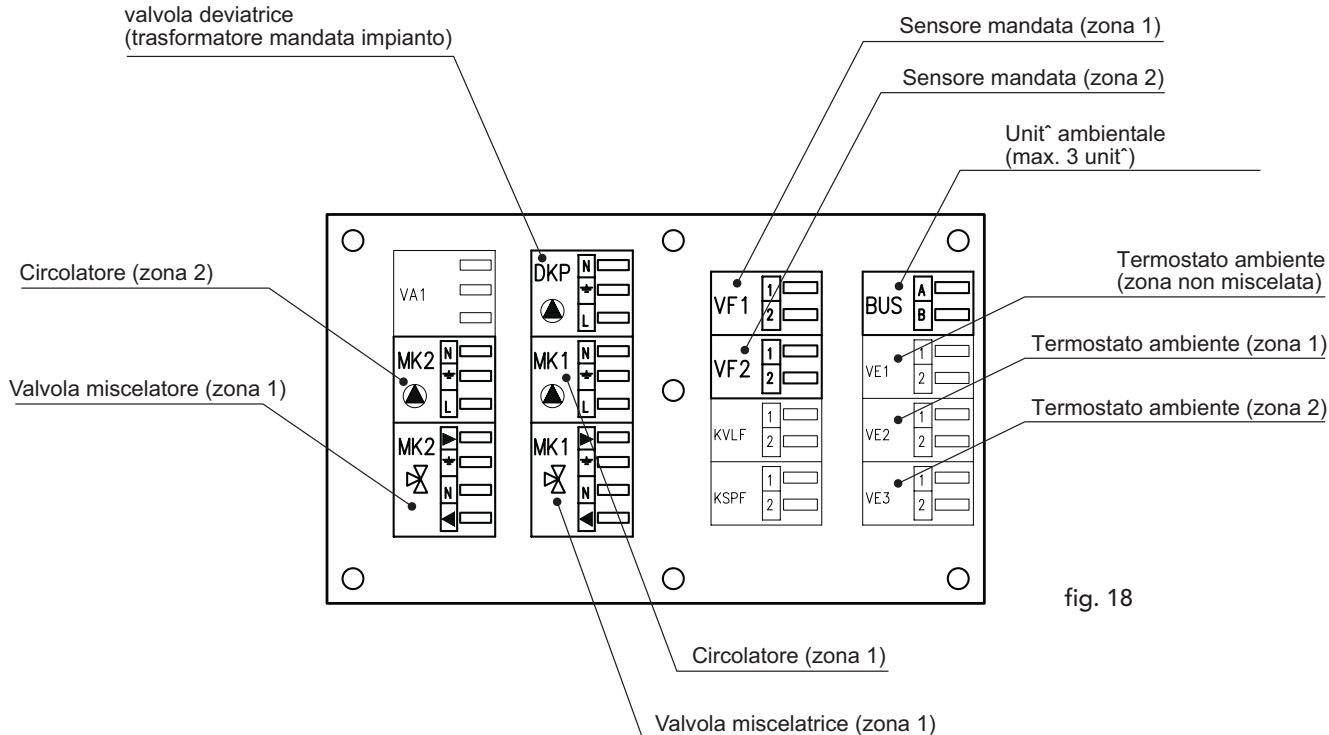 valvola deviatrice
(trasformatore mandata impianto)
Sensore mandata (zona 1)
Sensore mandata (zona 2)
Unitˆ ambientale
(max. 3 unitˆ)
Termostato ambiente
(zona non miscelata)
Termostato ambiente (zona 1)
Termostato ambiente (zona 2)
Circolatore (zona 2)
Valvola miscelatore (zona 1)
VA1
MK2
N
L
MK2
N
DKP
N
L
MK1
N
L
MK1
N
VF1
1
2
VF2
1
2
KVLF
1
2
KSPF
1
2
BUS
A
B
VE1
1
2
VE2
1
2
VE3
1
2
fig. 18
Circolatore (zona 1)
Valvola miscelatrice (zona 1)